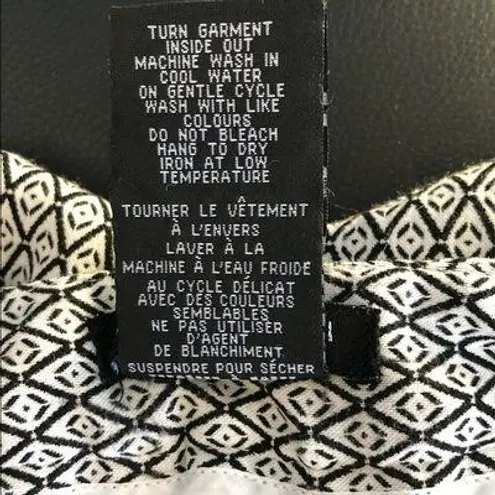 TURN GARMENT
INSIDE OUT
MACHINE WASH IN
COOL WATER
ON GENTLE CYCLE
WASH WITH LIKE
COLOURS
DO NOT BLEACH
HANG TO DRY
IRON AT LOW
TEMPERATURE
TOURNER LE VÊTEMENT
À L'ENVERS
LAVER À LA
MACHINE À L'EAU FROIDE
AU CYCLE DÉLICAT
AVEC DES COULEURS
SEMBLABLES
NE PAS UTILISER
D'AGENT
DE BLANCHIMENT
SUSPENDRE POUR SÉCHER